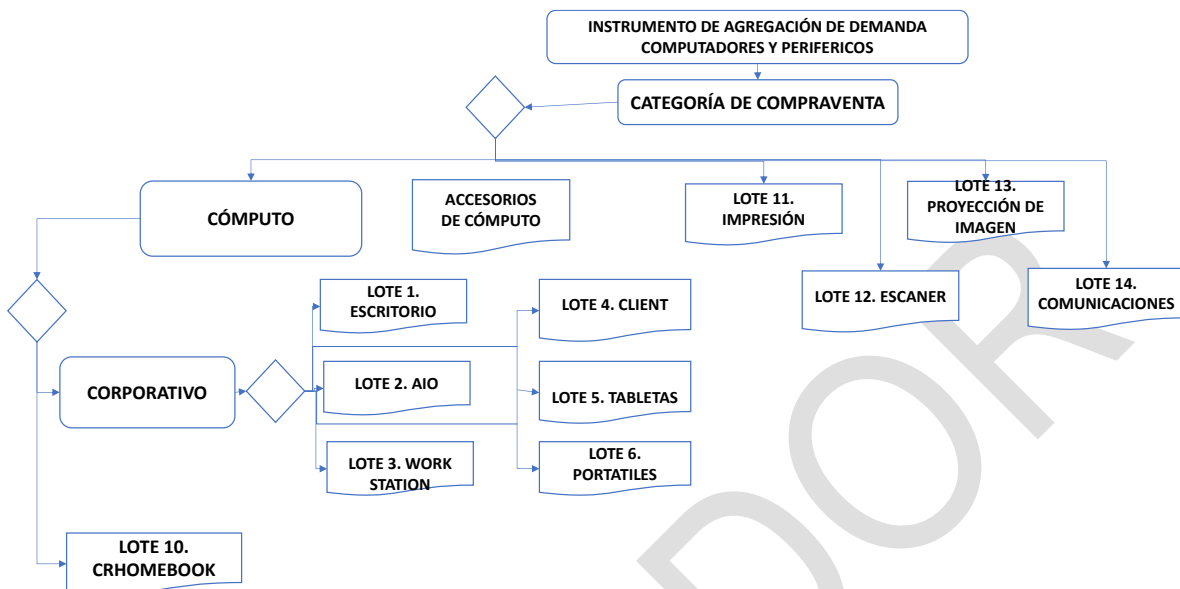 INSTRUMENTO DE AGREGACIÓN DE DEMANDA
COMPUTADORES Y PERIFERICOS
CATEGORÍA DE COMPRAVENTA
CÓMPUTO
ACCESORIOS
DE CÓMPUTO
LOTE 11.
IMPRESIÓN
LOTE 13.
PROYECCIÓN DE
IMAGEN
LOTE 12. ESCANER
LOTE 14.
COMUNICACIONES
LOTE 1.
ESCRITORIO
LOTE 4. CLIENT
CORPORATIVO
LOTE 2. AIO
LOTE 5. TABLETAS
LOTE 3. WORK
STATION
LOTE 6.
PORTATILES
LOTE 10.
CRHOMEBOOK
DOR